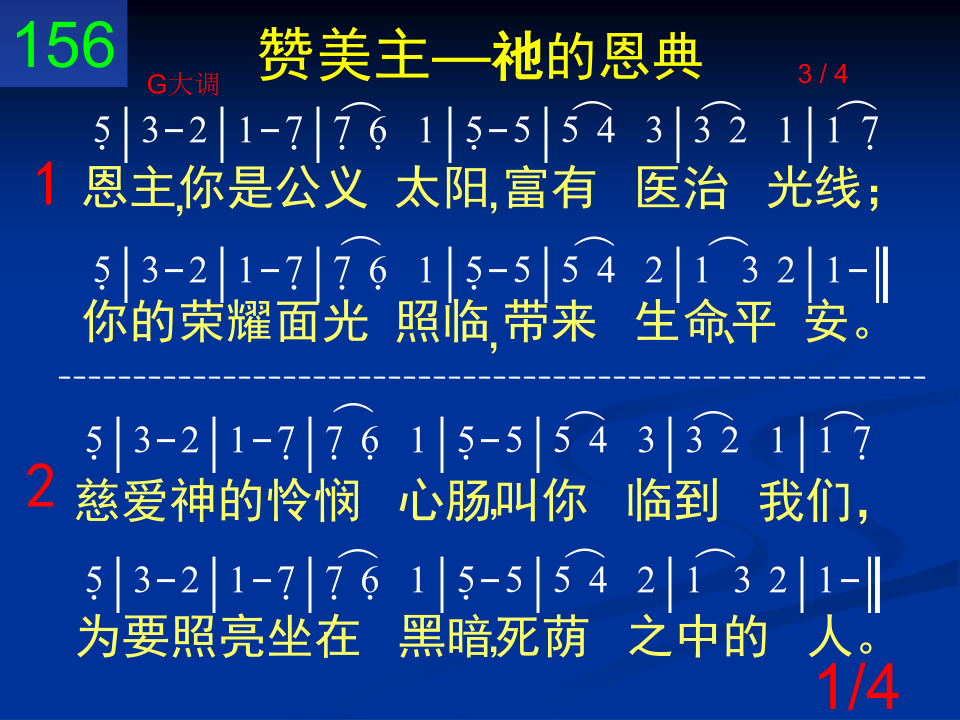 156
赞美主—祂的恩典
G大调
3 / 4
5̣|3-2|1-7̣|7̣ 6̣ 1|5̣-5|5 4 3|3 2 1|1 7̣
1
恩主,你是公义 太阳,富有 医治 光线；
5̣|3-2|1-7̣|7̣ 6̣ 1|5̣-5|5 4 2|1 3 2|1-‖
你的荣耀面光 照临,带来 生命、平 安。
--------------------------------------------------------
5̣|3-2|1-7̣|7̣ 6̣ 1|5̣-5|5 4 3|3 2 1|1 7̣
2
慈爱神的怜悯 心肠,叫你 临到 我们，
5̣|3-2|1-7̣|7̣ 6̣ 1|5̣-5|5 4 2|1 3 2|1-‖
为要照亮坐在 黑暗,死荫 之中的 人。
1/4